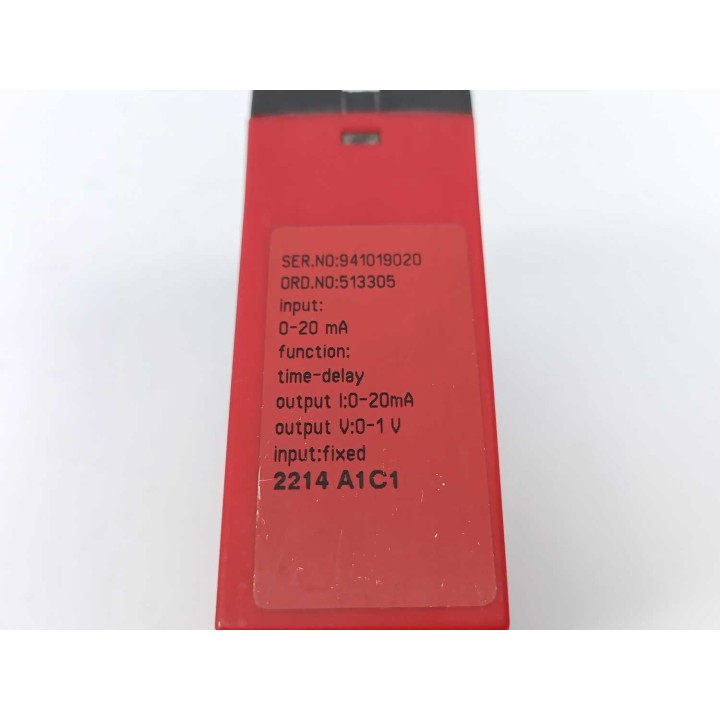 SER.NO:941019020
ORD.NO:513305
input:
0-20 mA
function:
time-delay
output I:0-20mA
output V:0-1 V
input:fixed
2214 A1C1